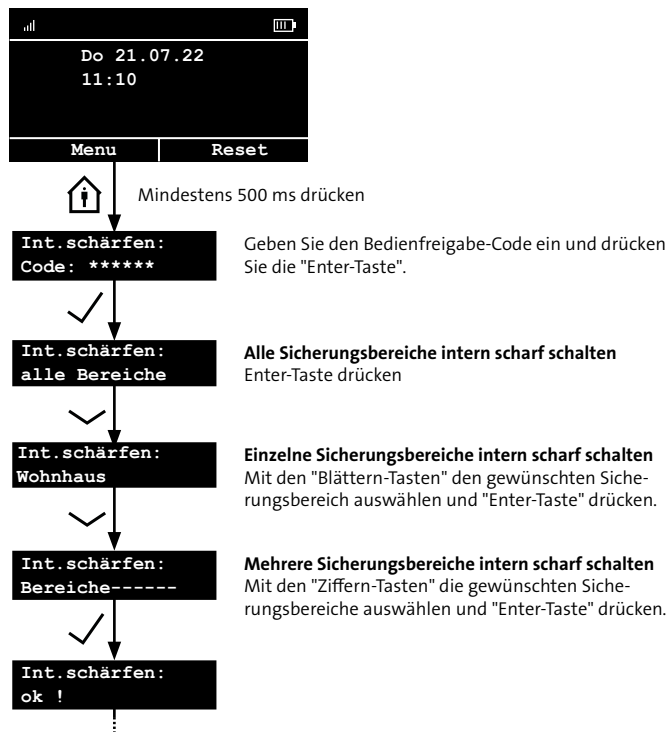 Do 21.07.22
11:10
Menu Reset
Mindestens 500 ms drücken
Int.schärfen:
Code: ******
Geben Sie den Bedienfreigabe-Code ein und drücken
Sie die "Enter-Taste".
Int.schärfen:
alle Bereiche
Alle Sicherungsbereiche intern scharf schalten
Enter-Taste drücken
Int.schärfen:
Wohnhaus
Einzelne Sicherungsbereiche intern scharf schalten
Mit den "Blättern-Tasten" den gewünschten Siche-
rungsbereich auswählen und "Enter-Taste" drücken.
Int.schärfen:
Bereiche------
Mehrere Sicherungsbereiche intern scharf schalten
Mit den "Ziffern-Tasten" die gewünschten Siche-
rungsbereiche auswählen und "Enter-Taste" drücken.
Int.schärfen:
ok !